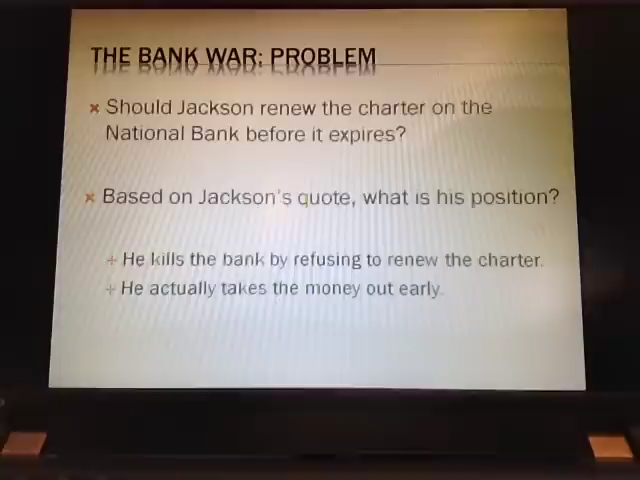 THE BANK WAR: PROBLEM
Should Jackson renew the charter on the
National Bank before it expires?
Based on Jackson's quote, what is his position?
He kills the bank by refusing to renew the charter.
He actually takes the money out early.